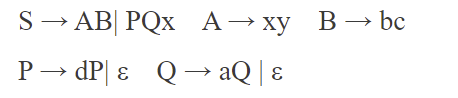 S → AB| PQx A → xy B → bc
P → dP| ε Q → aQ | ε